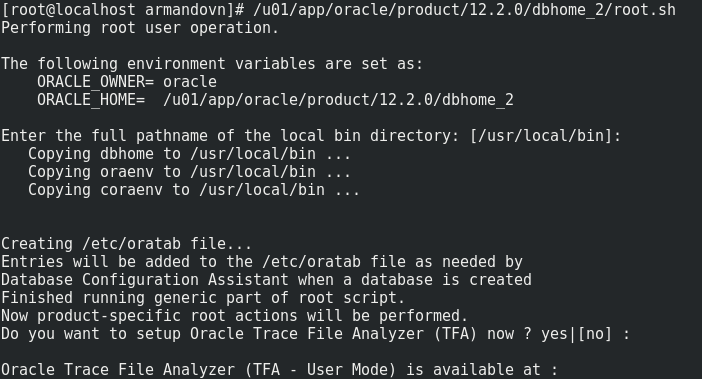 [root@localhost armandovn]# /u01/app/oracle/product/12.2.0/dbhome_2/root.sh
Performing root user operation.
The following environment variables are set as:
    ORACLE_OWNER= oracle
    ORACLE_HOME=  /u01/app/oracle/product/12.2.0/dbhome_2
Enter the full pathname of the local bin directory: [/usr/local/bin]:
   Copying dbhome to /usr/local/bin ...
   Copying oraenv to /usr/local/bin ...
   Copying coraenv to /usr/local/bin ...
Creating /etc/oratab file...
Entries will be added to the /etc/oratab file as needed by
Database Configuration Assistant when a database is created
Finished running generic part of root script.
Now product-specific root actions will be performed.
Do you want to setup Oracle Trace File Analyzer (TFA) now ? yes|[no] :
Oracle Trace File Analyzer (TFA - User Mode) is available at :